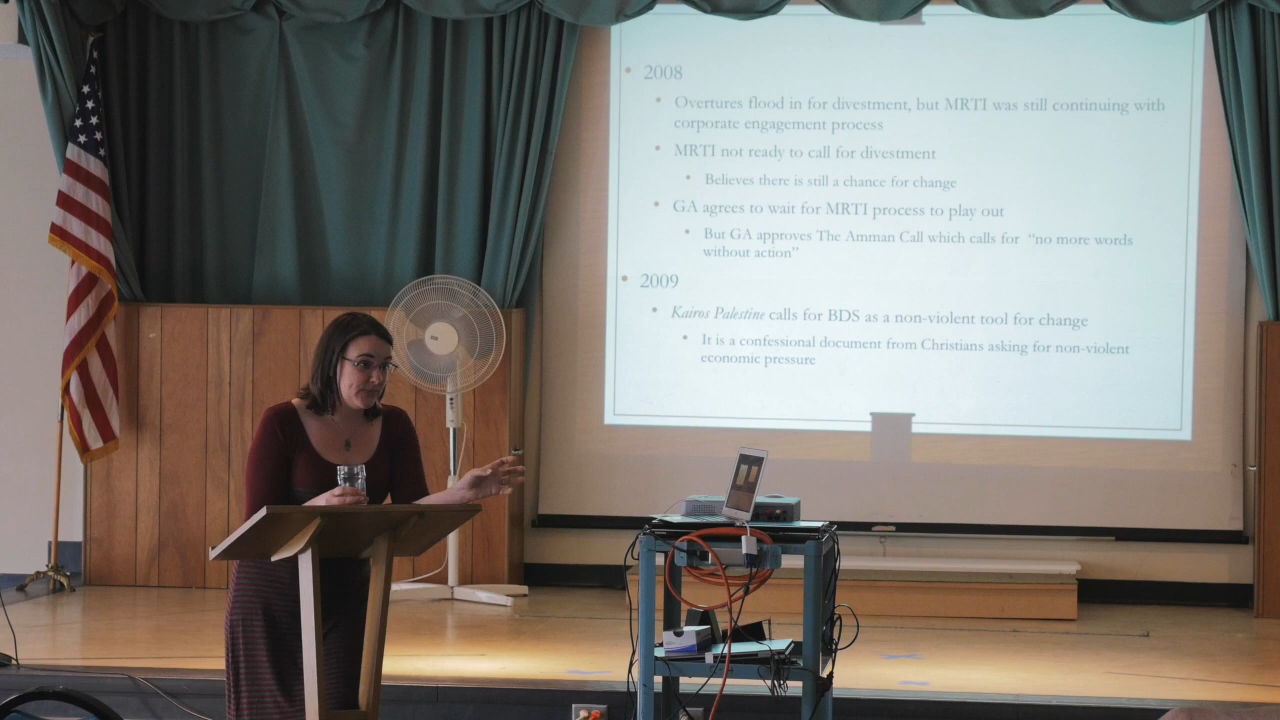 2008
Overtures flood in for divestment, but MRTI was still continuing with
corporate engagement process
MRTI not ready to call for divestment
Believes there is still a chance for change
GA agrees to wait for MRTI process to play out
But GA approves The Amman Call which calls for “no more words
without action”
2009
Kairos Palestine calls for BDS as a non-violent tool for change
It is a confessional document from Christians asking for non-violent
economic pressure